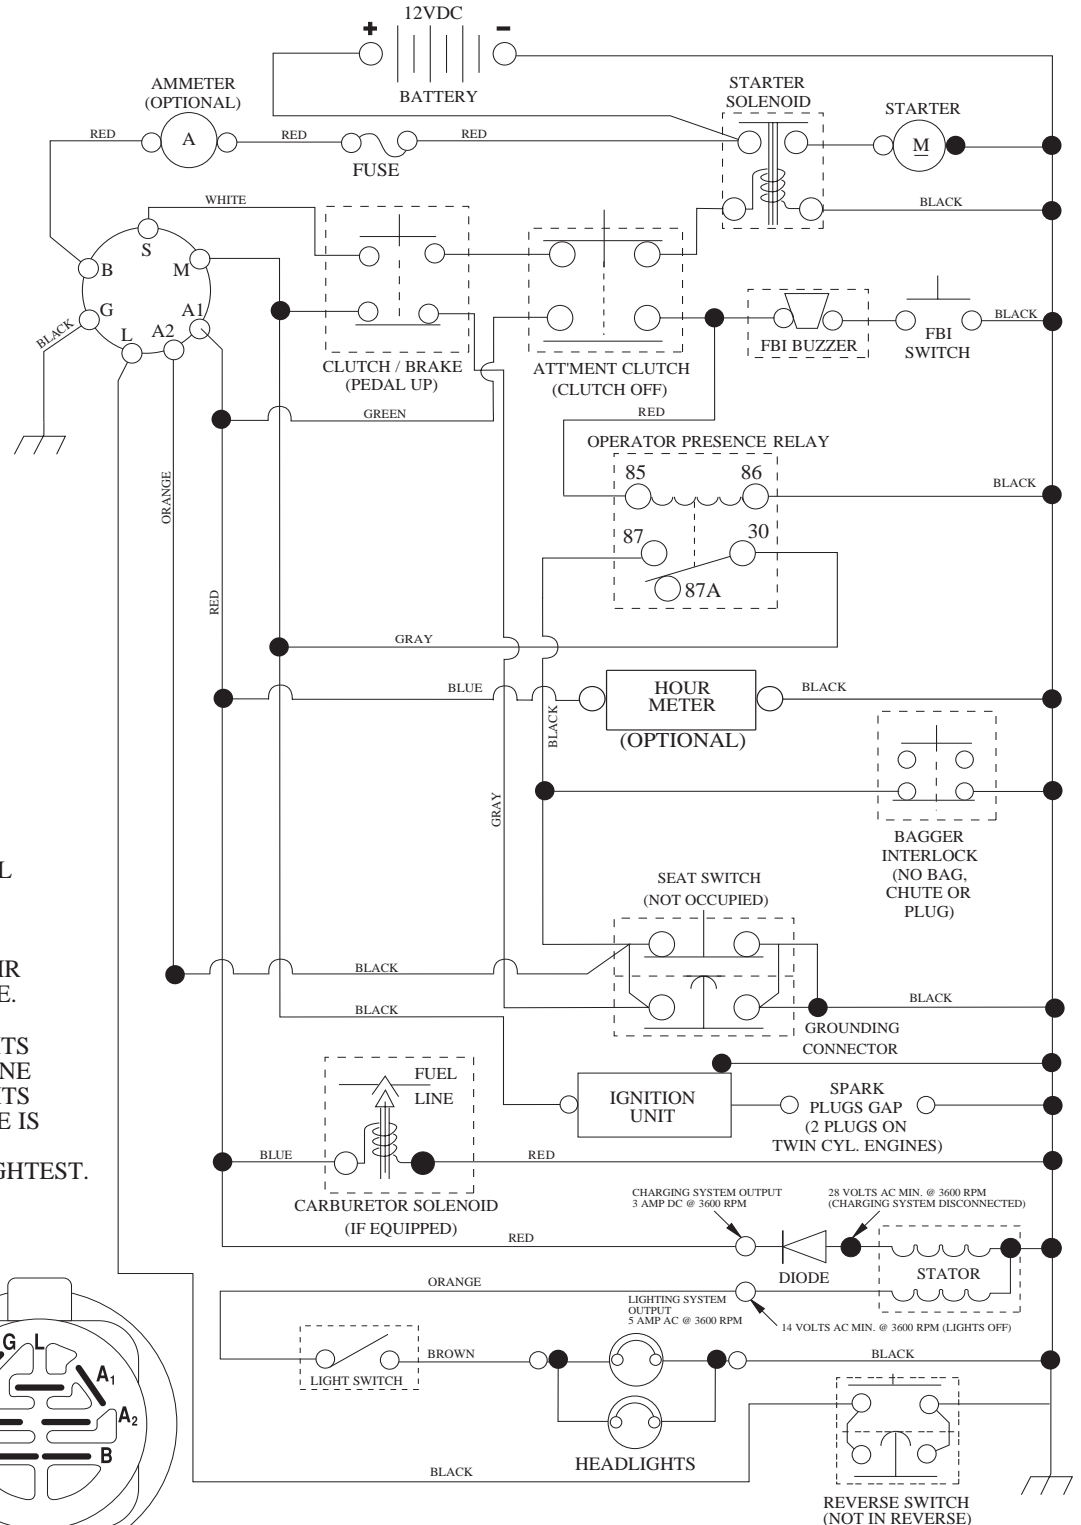 12VDC
+
-
BATTERY
AMMETER
(OPTIONAL)
A
RED
RED
RED
FUSE
STARTER
SOLENOID
STARTER
M
BLACK
WHITE
S
B
M
G
A1
L
A2
BLACK
CLUTCH / BRAKE
(PEDAL UP)
ATT'MENT CLUTCH
(CLUTCH OFF)
FBI BUZZER
FBI
SWITCH
BLACK
GREEN
RED
OPERATOR PRESENCE RELAY
85
86
BLACK
87
30
87A
ORANGE
RED
GRAY
BLUE
HOUR
METER
(OPTIONAL)
BLACK
BLACK
GRAY
BAGGER
INTERLOCK
(NO BAG,
CHUTE OR
PLUG)
L
SEAT SWITCH
(NOT OCCUPIED)
IR
E.
BLACK
BLACK
BLACK
GROUNDING
CONNECTOR
TS
NE
TS
E IS
GHTEST.
FUEL
LINE
IGNITION
UNIT
SPARK
PLUGS GAP
(2 PLUGS ON
TWIN CYL. ENGINES)
BLUE
RED
CARBURETOR SOLENOID
(IF EQUIPPED)
CHARGING SYSTEM OUTPUT
3 AMP DC @ 3600 RPM
28 VOLTS AC MIN. @ 3600 RPM
(CHARGING SYSTEM DISCONNECTED)
RED
DIODE
STATOR
ORANGE
LIGHTING SYSTEM
OUTPUT
5 AMP AC @ 3600 RPM
14 VOLTS AC MIN. @ 3600 RPM (LIGHTS OFF)
LIGHT SWITCH
BROWN
BLACK
HEADLIGHTS
G L
A1
A2
B
BLACK
REVERSE SWITCH
(NOT IN REVERSE)